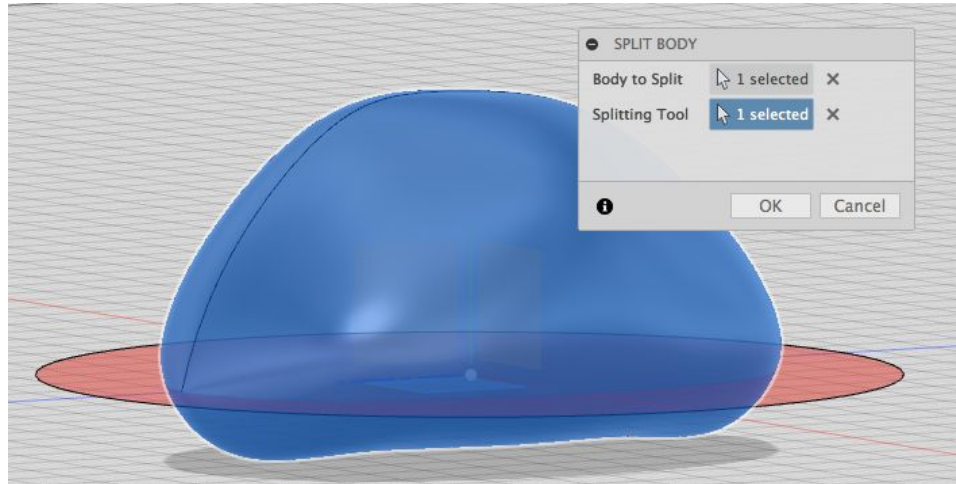 SPLIT BODY
Body to Split 1 selected
Splitting Tool 1 selected
OK Cancel